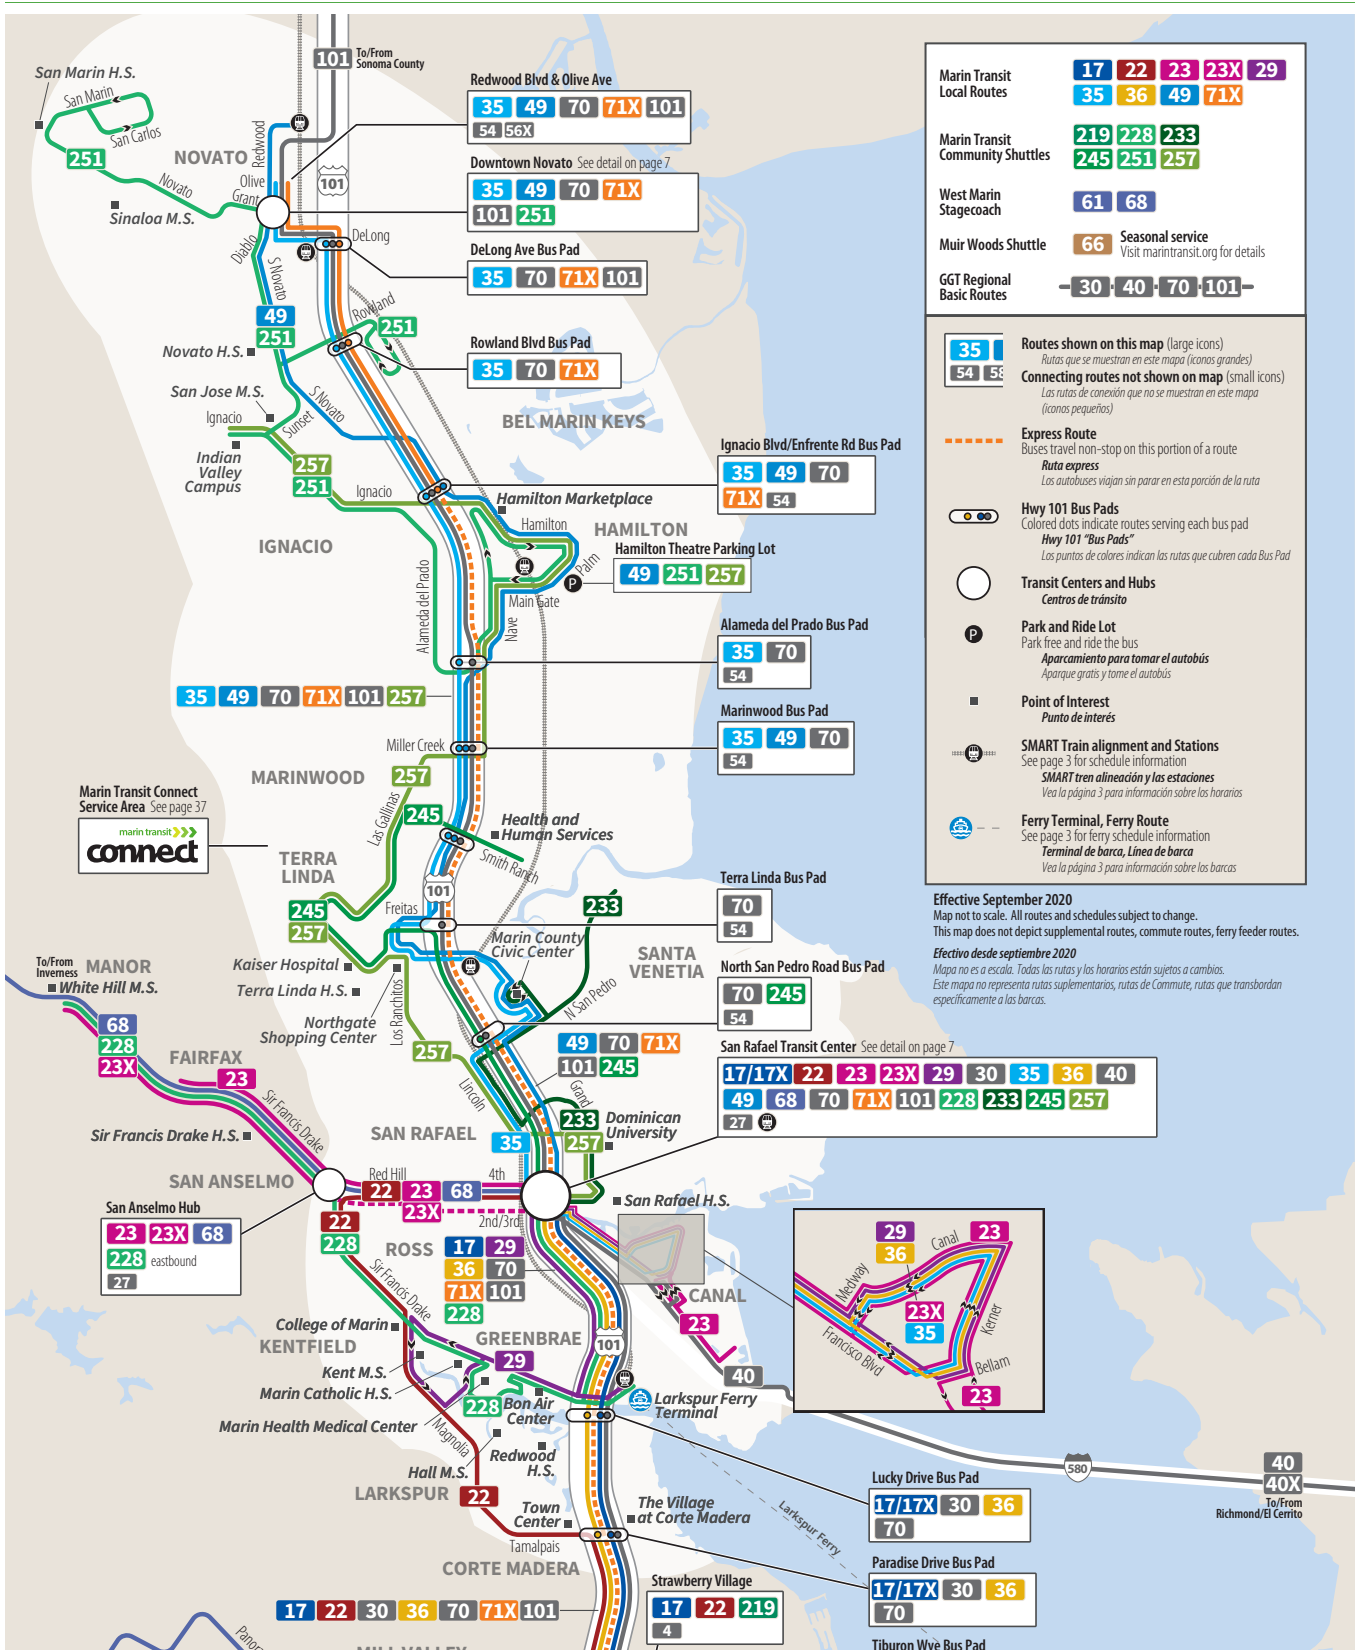 101
To/From
Sonoma County
San Marin H.S.
San Marin
San Carlos
251
NOVATO
Redwood
Olive
Grant
Novato
Sinaloa M.S.
101
Redwood Blvd & Olive Ave
35 49 70 71X 101
54 56X
Downtown Novato See detail on page 7
35 49 70 71X
101 251
DeLong
Diablo
S Novato
DeLong Ave Bus Pad
35 70 71X 101
49
251
Rowland
251
Novato H.S.
Rowland Blvd Bus Pad
35 70 71X
San Jose M.S.
S Novato
Ignacio
Sunset
BEL MARIN KEYS
Indian
Valley
Campus
257
251
Ignacio
Ignacio Blvd/Enfrente Rd Bus Pad
35 49 70
71X 54
Hamilton Marketplace
Hamilton
HAMILTON
IGNACIO
Hamilton Theatre Parking Lot
49 251 257
Palm
P
Main Gate
Nave
Alameda del Prado
Alameda del Prado Bus Pad
35 70
54
35 49 70 71X 101 257
Marinwood Bus Pad
35 49 70
54
Miller Creek
MARINWOOD
257
Las Gallinas
245
Health and
Human Services
Smith Ranch
Marin Transit Connect
Service Area See page 37
marin transit
connect
TERRA
LINDA
101
Terra Linda Bus Pad
70
54
245
257
Freitas
233
Marin County
Civic Center
SANTA
VENETIA
Kaiser Hospital
Terra Linda H.S.
Northgate
Shopping Center
Los Ranchitos
N San Pedro
North San Pedro Road Bus Pad
70 245
54
To/From
Inverness
MANOR
White Hill M.S.
68
228
23X
FAIRFAX
23
Sir Francis Drake
Sir Francis Drake H.S.
257
Lincoln
49 70 71X
101 245
Grand
San Rafael Transit Center See detail on page 7
17/17X 22 23 23X 29 30 35 36 40
49 68 70 71X 101 228 233 245 257
27
SAN RAFAEL
35
233
257
Dominican
University
SAN ANSELMO
Red Hill
4th
22 23 68
23X
2nd/3rd
San Rafael H.S.
San Anselmo Hub
23 23X 68
228 eastbound
27
22
228
ROSS
17 29
36 70
71X 101
228
Sir Francis Drake
CANAL
23
29
36
Canal
23
Medway
23X
35
Kerner
Francisco Blvd
Bellam
23
College of Marin
KENTFIELD
GREENBRAE
101
29
Kent M.S.
Marin Catholic H.S.
40
228
Bon Air
Center
Larkspur Ferry
Terminal
Marin Health Medical Center
Magnolia
Redwood
H.S.
Hall M.S.
LARKSPUR
22
580
40
40X
To/From
Richmond/El Cerrito
Larkspur Ferry
Lucky Drive Bus Pad
17/17X 30 36
70
Town
Center
The Village
at Corte Madera
Tamalpais
CORTE MADERA
Paradise Drive Bus Pad
17/17X 30 36
70
17 22 30 36 70 71X 101
Strawberry Village
17 22 219
4
Tiburon Wye Bus Pad
MILL VALLEY
Marin Transit
Local Routes
17 22 23 23X 29
35 36 49 71X
Marin Transit
Community Shuttles
219 228 233
245 251 257
West Marin
Stagecoach
61 68
Muir Woods Shuttle
66
Seasonal service
Visit marintransit.org for details
GGT Regional
Basic Routes
30 40 70 101
35
54 58
Routes shown on this map (large icons)
Rutas que se muestran en este mapa (iconos grandes)
Connecting routes not shown on map (small icons)
Las rutas de conexión que no se muestran en este mapa
(iconos pequeños)
Express Route
Buses travel non-stop on this portion of a route
Ruta express
Los autobuses viajan sin parar en esta porción de la ruta
Hwy 101 Bus Pads
Colored dots indicate routes serving each bus pad
Hwy 101 “Bus Pads”
Los puntos de colores indican las rutas que cubren cada Bus Pad
Transit Centers and Hubs
Centros de tránsito
P
Park and Ride Lot
Park free and ride the bus
Aparcamiento para tomar el autobús
Aparque gratis y tome el autobús
Point of Interest
Punto de interés
SMART Train alignment and Stations
See page 3 for schedule information
SMART tren alineación y las estaciones
Vea la página 3 para información sobre los horarios
Ferry Terminal, Ferry Route
See page 3 for ferry schedule information
Terminal de barca, Línea de barca
Vea la página 3 para información sobre las barcas
Effective September 2020
Map not to scale. All routes and schedules subject to change.
This map does not depict supplemental routes, commute routes, ferry feeder routes.
Efectivo desde septiembre 2020
Mapa no es a escala. Todas las rutas y los horarios están sujetos a cambios.
Este mapa no representa rutas suplementarios, rutas de Commute, rutas que transbordan
específicamente a las barcas.